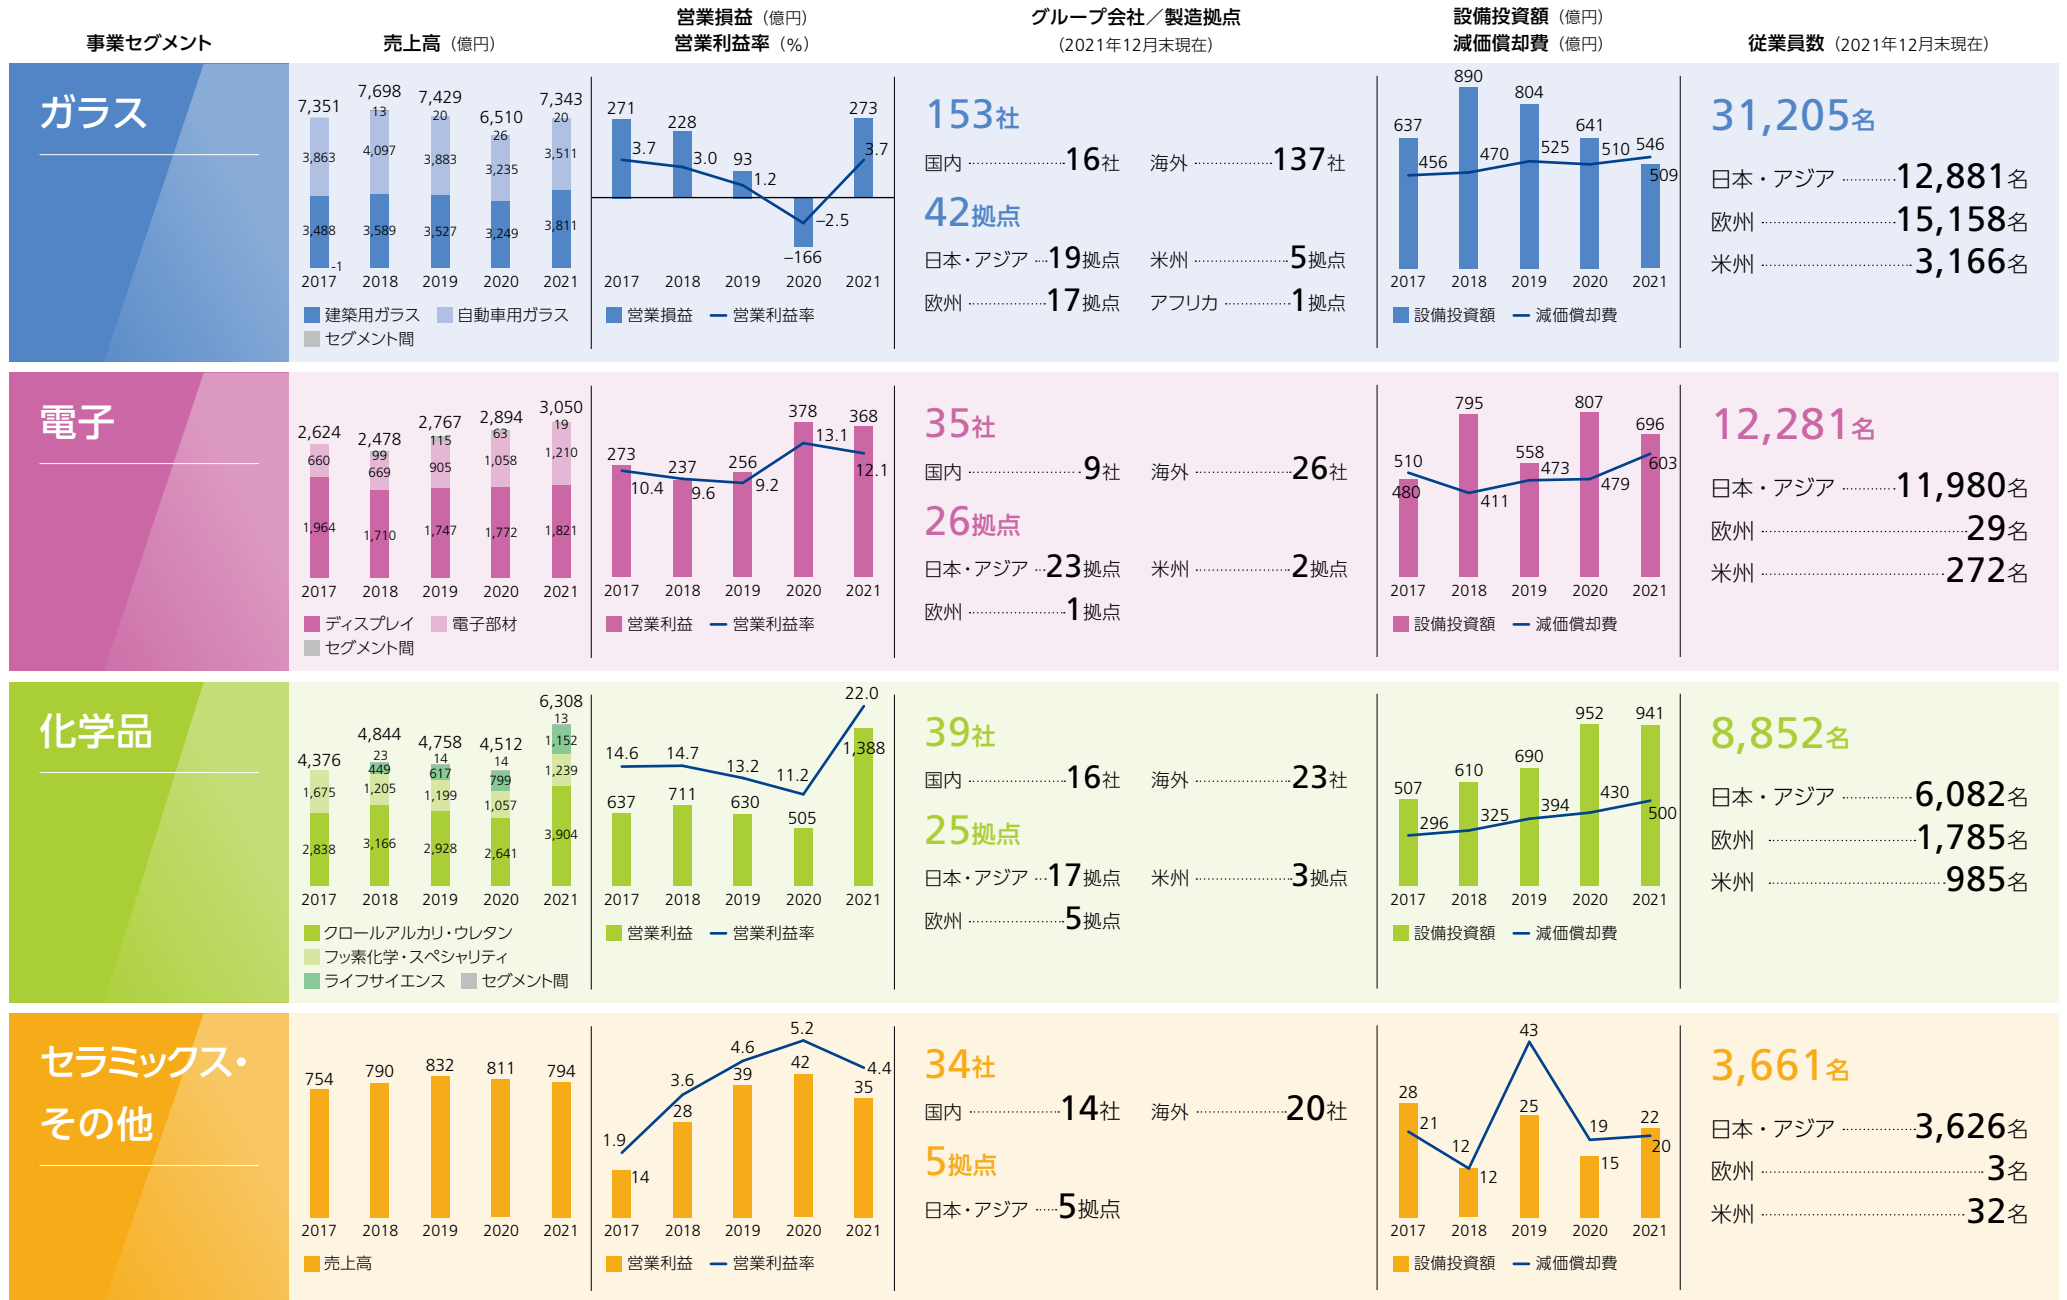 事業セグメント
売上高（億円）
営業損益（億円）
営業利益率（%）
グループ会社／製造拠点
（2021年12月末現在）
設備投資額（億円）
減価償却費（億円）
従業員数（2021年12月末現在）
ガラス
7,351 7,698 7,429 6,510 7,343
13 20 26 20
3,863 4,097 3,883 3,235 3,511
3,488 3,589 3,527 3,249 3,811
-1
2017 2018 2019 2020 2021
建築用ガラス 自動車用ガラス
セグメント間
271 228 93 –166 273
3.7 3.0 1.2 –2.5 3.7
2017 2018 2019 2020 2021
営業損益 営業利益率
153社
国内 16社 海外 137社
42拠点
日本・アジア 19拠点 米州 5拠点
欧州 17拠点 アフリカ 1拠点
637 890 804 641 509
456 470 525 510 546
2017 2018 2019 2020 2021
設備投資額 減価償却費
31,205名
日本・アジア 12,881名
欧州 15,158名
米州 3,166名
電子
2,624 2,478 2,767 2,894 3,050
99 115 63 19
660 669 905 1,058 1,210
1,964 1,710 1,747 1,772 1,821
2017 2018 2019 2020 2021
ディスプレイ 電子部材
セグメント間
273 237 256 378 368
10.4 9.6 9.2 13.1 12.1
2017 2018 2019 2020 2021
営業利益 営業利益率
35社
国内 9社 海外 26社
26拠点
日本・アジア 23拠点 米州 2拠点
欧州 1拠点
480 795 558 807 696
510 411 473 479 603
2017 2018 2019 2020 2021
設備投資額 減価償却費
12,281名
日本・アジア 11,980名
欧州 29名
米州 272名
化学品
4,376 4,844 4,758 4,512 6,308
23 14 14 13
449 617 799 1,152
1,675 1,205 1,199 1,057 1,239
2,838 3,166 2,928 2,641 3,904
2017 2018 2019 2020 2021
クロールアルカリ・ウレタン
フッ素化学・スペシャリティ
ライフサイエンス セグメント間
14.6 14.7 13.2 11.2 22.0
637 711 630 505 1,388
2017 2018 2019 2020 2021
営業利益 営業利益率
39社
国内 16社 海外 23社
25拠点
日本・アジア 17拠点 米州 3拠点
欧州 5拠点
507 610 690 952 941
296 325 394 430 500
2017 2018 2019 2020 2021
設備投資額 減価償却費
8,852名
日本・アジア 6,082名
欧州 1,785名
米州 985名
セラミックス・
その他
754 790 832 811 794
2017 2018 2019 2020 2021
売上高
1.9 3.6 4.6 5.2 4.4
14 28 39 42 35
2017 2018 2019 2020 2021
営業利益 営業利益率
34社
国内 14社 海外 20社
5拠点
日本・アジア 5拠点
28 12 25 15 22
21 12 43 19 20
2017 2018 2019 2020 2021
設備投資額 減価償却費
3,661名
日本・アジア 3,626名
欧州 3名
米州 32名